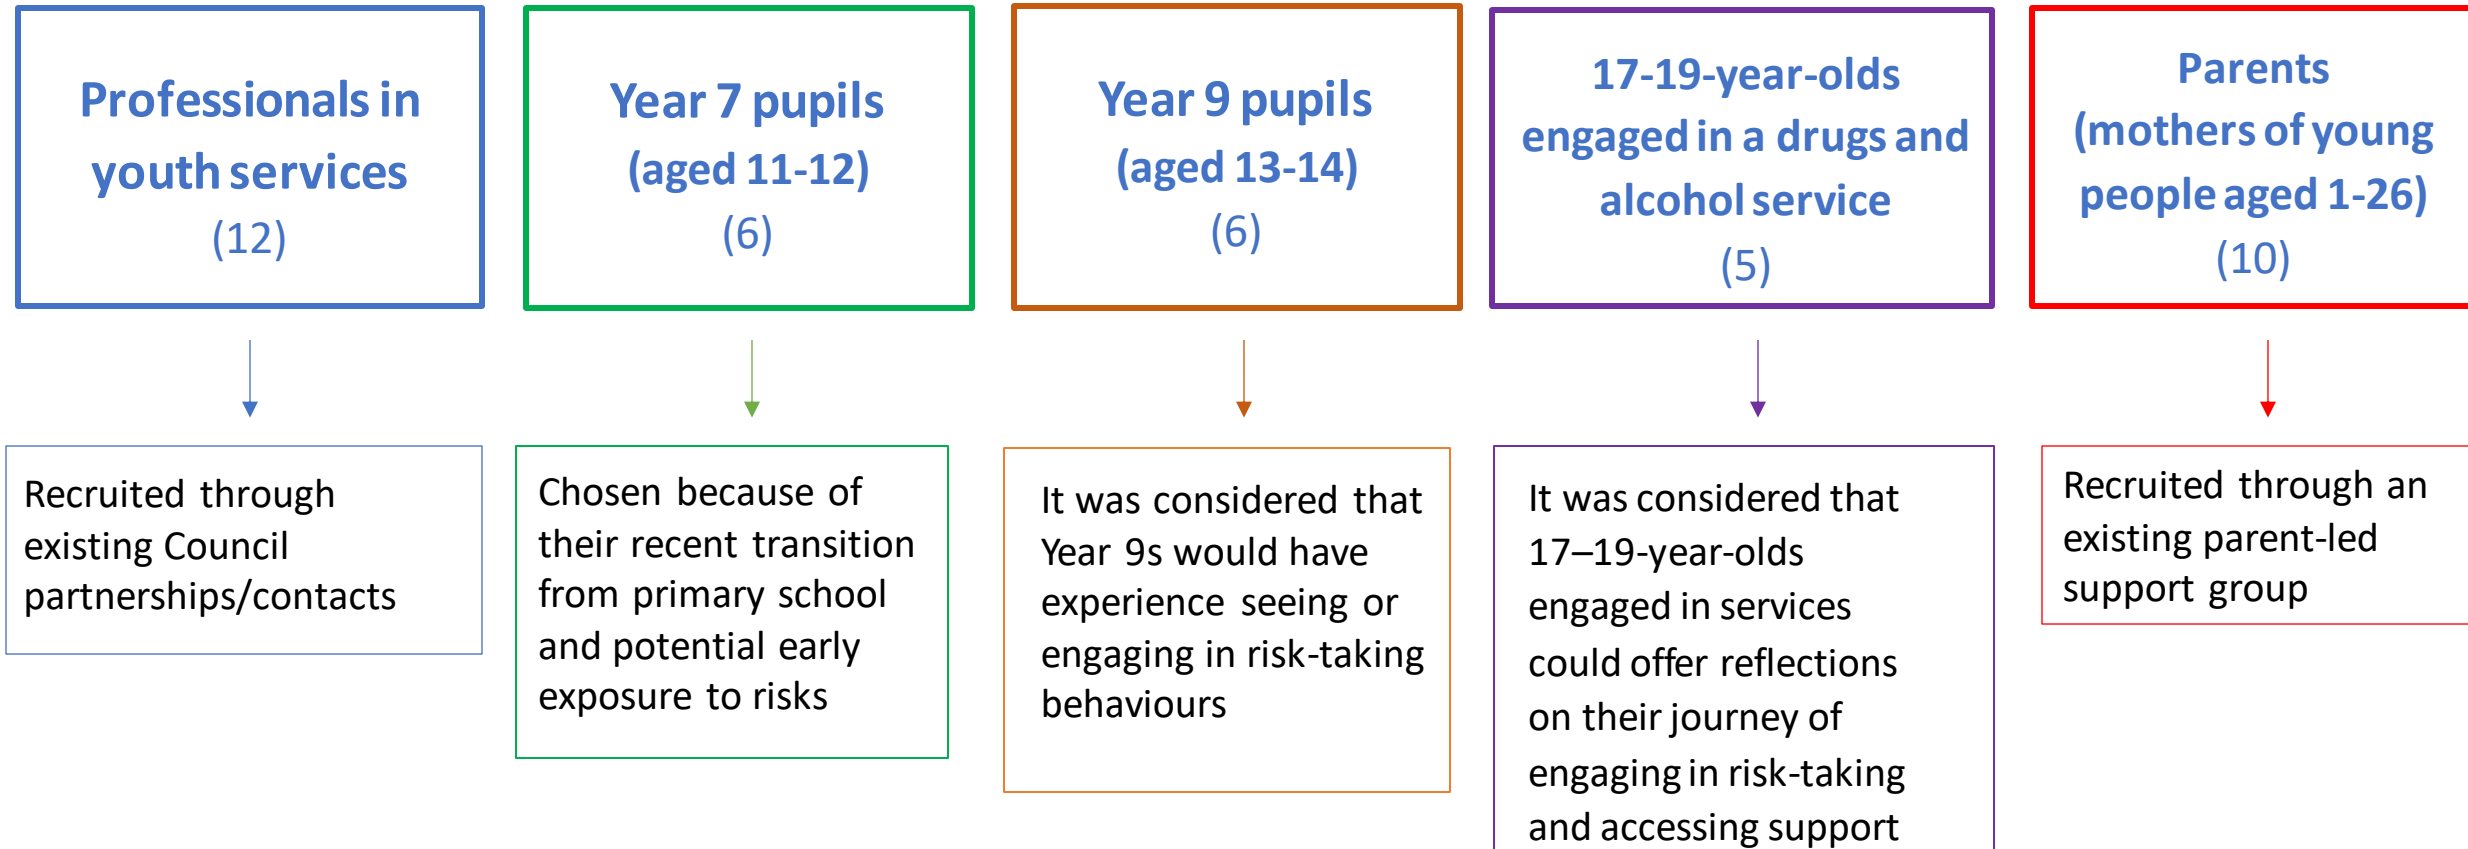 Professionals in
youth services
(12)
Year 7 pupils
(aged 11-12)
(6)
Year 9 pupils
(aged 13-14)
(6)
17-19-year-olds
engaged in a drugs and
alcohol service
(5)
Parents
(mothers of young
people aged 1-26)
(10)
Recruited through
existing Council
partnerships/contacts
Chosen because of
their recent transition
from primary school
and potential early
exposure to risks
It was considered that
Year 9s would have
experience seeing or
engaging in risk-taking
behaviours
It was considered that
17–19-year-olds
engaged in services
could offer reflections
on their journey of
engaging in risk-taking
and accessing support
Recruited through an
existing parent-led
support group